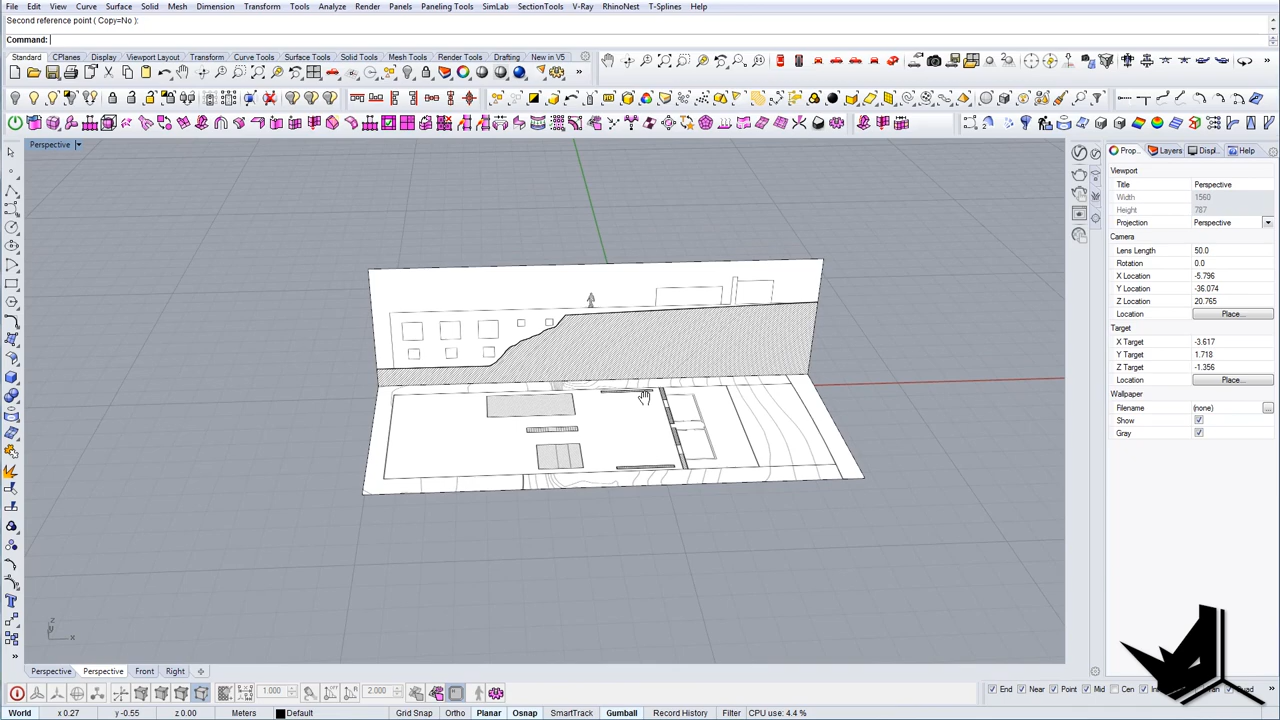 File Edit View Curve Surface Solid Mesh Dimension Transform Tools Analyze Render Panels Paneling Tools SimLab SectionTools V-Ray RhinoNest T-Splines Help
Second reference point ( Copy=No ):
Command:
Standard CPlanes Display Viewport Layout Transform Curve Tools Surface Tools Solid Tools Mesh Tools Render Tools Drafting New in V5
Perspective
Prop... Layers Displ... Help
Viewport
Title Perspective
Width 1560
Height 787
Projection Perspective
Camera
Lens Length 50.0
Rotation 0.0
X Location -5.796
Y Location -36.074
Z Location 20.765
Location Place...
Target
X Target -3.617
Y Target 1.718
Z Target -1.356
Location Place...
Wallpaper
Filename (none)
Show
Gray
z
y
x
Perspective Perspective Front Right
1.000 2.000 End Near Point Mid Cen Quad
World x 0.27 y -0.55 z 0.00 Meters Default Grid Snap Ortho Planar Osnap SmartTrack Gumball Record History Filter CPU use: 4.4 %